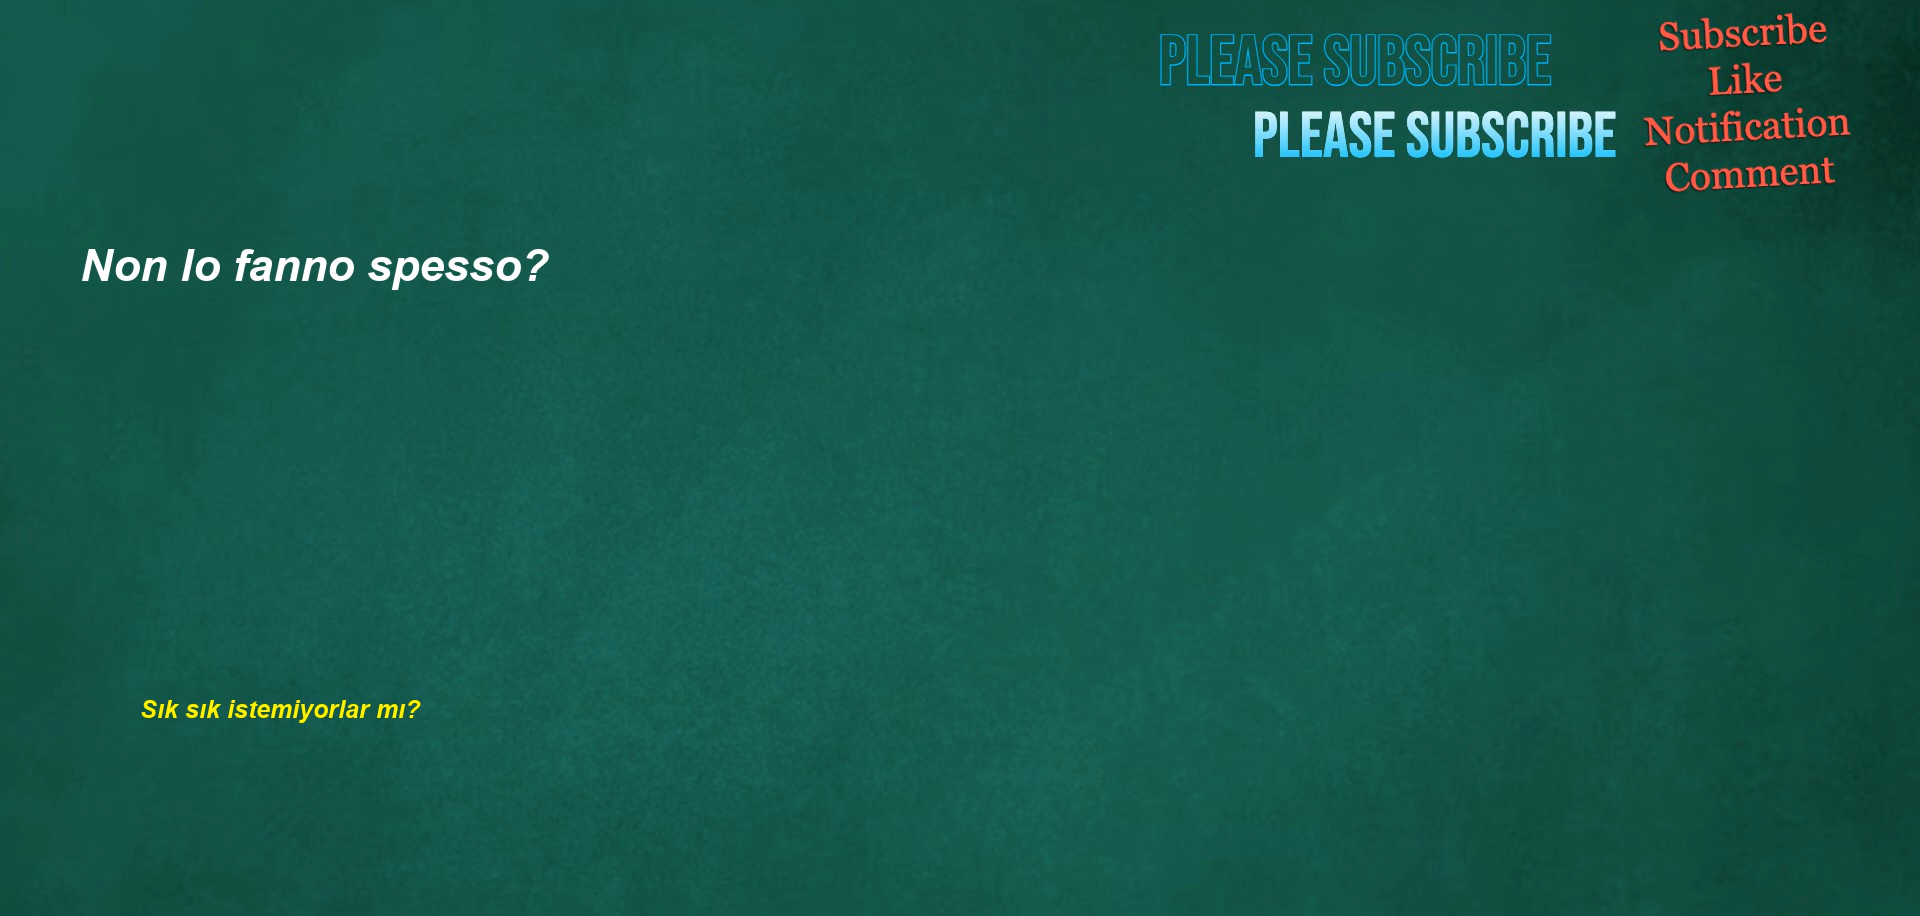 PLEASE SUBSCRIBE
PLEASE SUBSCRIBE
Subscribe
Like
Notification
Comment
Non lo fanno spesso?
Sık sık istemiyorlar mı?